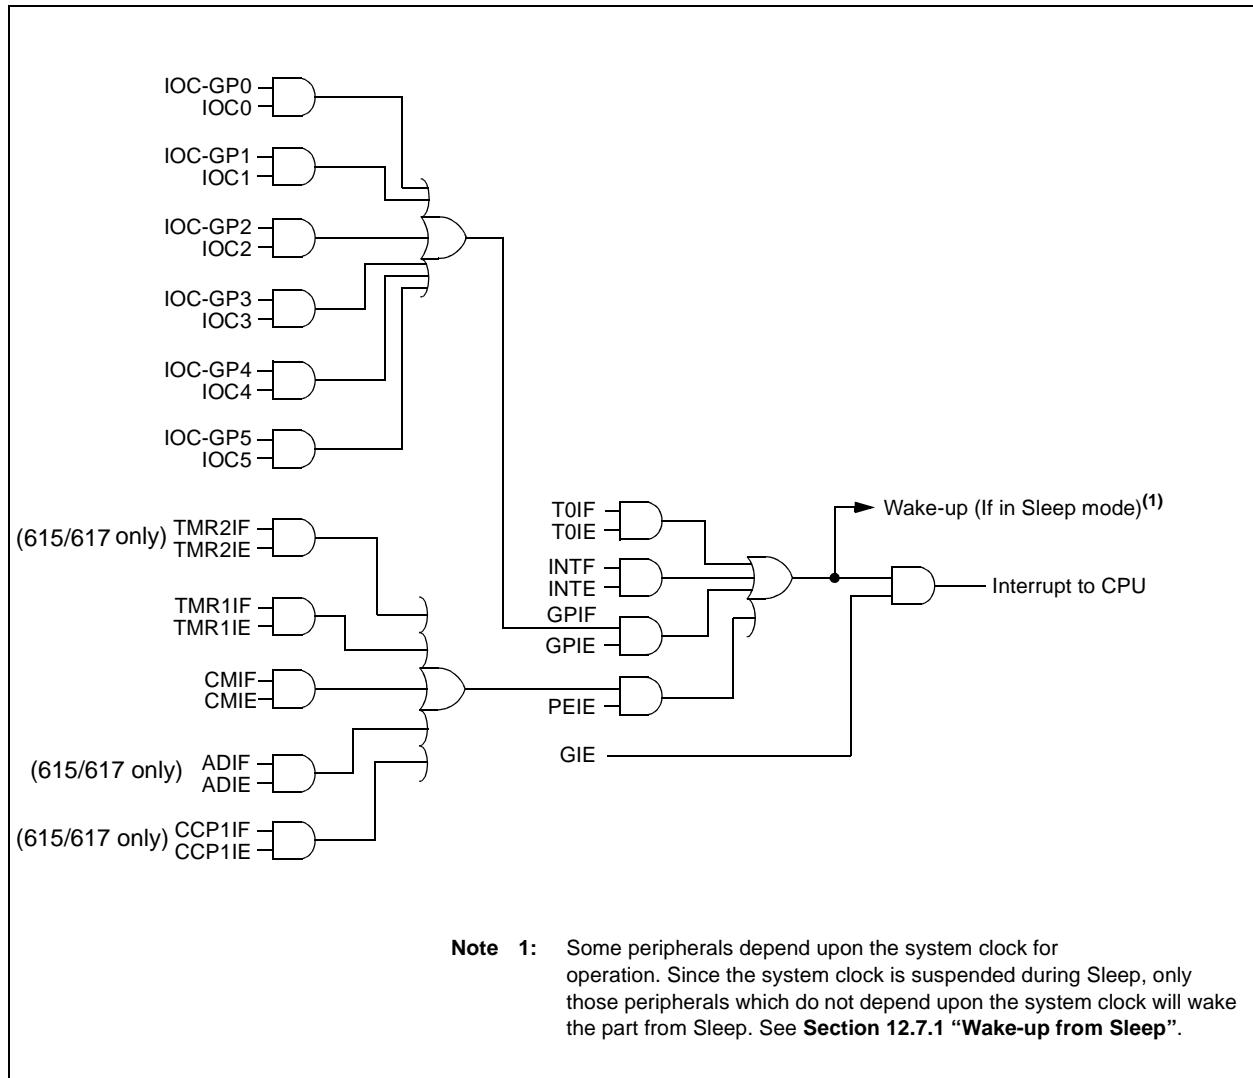 IOC-GP0
IOC0
IOC-GP1
IOC1
IOC-GP2
IOC2
IOC-GP3
IOC3
IOC-GP4
IOC4
IOC-GP5
IOC5
(615/617 only) TMR2IF
TMR2IE
TMR1IF
TMR1IE
CMIF
CMIE
(615/617 only) ADIF
ADIE
(615/617 only) CCP1IF
CCP1IE
T0IF
T0IE
INTF
INTE
GPIF
GPIE
PEIE
GIE
Wake-up (If in Sleep mode)(1)
Interrupt to CPU
Note 1: Some peripherals depend upon the system clock for
operation. Since the system clock is suspended during Sleep, only
those peripherals which do not depend upon the system clock will wake
the part from Sleep. See Section 12.7.1 “Wake-up from Sleep”.